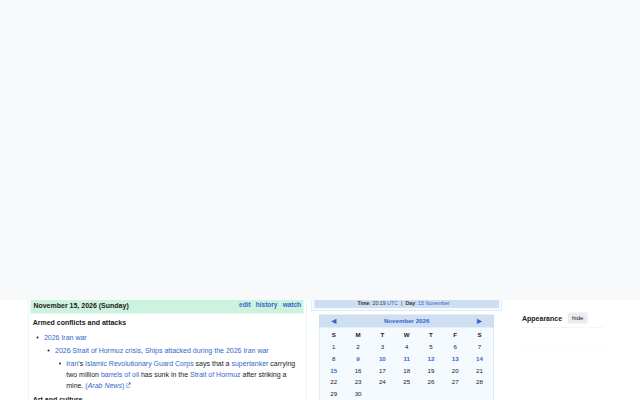 November 15, 2026 (Sunday) edit history watch
Armed conflicts and attacks
2026 Iran war
2026 Strait of Hormuz crisis, Ships attacked during the 2026 Iran war
Iran's Islamic Revolutionary Guard Corps says that a supertanker carrying
two million barrels of oil has sunk in the Strait of Hormuz after striking a
mine. (Arab News)
Art and culture
Time: 20:19 UTC | Day: 15 November
◀ November 2026 ▶
S M T W T F S
1 2 3 4 5 6 7
8 9 10 11 12 13 14
15 16 17 18 19 20 21
22 23 24 25 26 27 28
29 30
Appearance hide